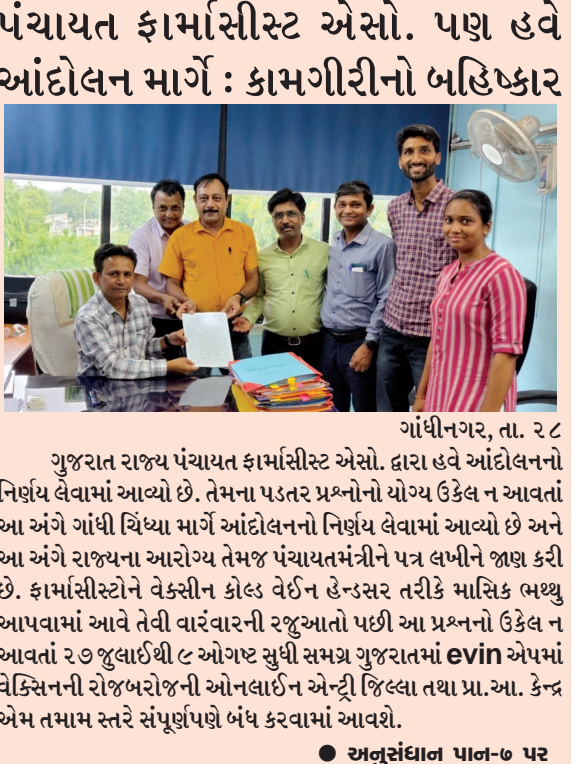 પંચાયત ફાર્માસીસ્ટ એસો. પણ હવે
આંદોલન માર્ગે : કામગીરીનો બહિષ્કાર
ગાંધીનગર, તા. ૨૮
ગુજરાત રાજ્ય પંચાયત ફાર્માસીસ્ટ એસો. દ્વારા હવે આંદોલનનો
નિર્ણય લેવામાં આવ્યો છે. તેમના પડતર પ્રશ્નોનો યોગ્ય ઉકેલ ન આવતાં
આ અંગે ગાંધી ચિંધ્યા માર્ગે આંદોલનનો નિર્ણય લેવામાં આવ્યો છે અને
આ અંગે રાજ્યના આરોગ્ય તેમજ પંચાયતમંત્રીને પત્ર લખીને જાણ કરી
છે. ફાર્માસીસ્ટોને વેક્સીન કોલ્ડ વેઈન હેન્ડસર તરીકે માસિક ભથ્થુ
આપવામાં આવે તેવી વારંવારની રજુઆતો પછી આ પ્રશ્નનો ઉકેલ ન
આવતાં ૨૭ જુલાઈથી ૯ ઓગષ્ટ સુધી સમગ્ર ગુજરાતમાં evin એપમાં
વેક્સિનની રોજબરોજની ઓનલાઈન એન્ટ્રી જિલ્લા તથા પ્રા.આ. કેન્દ્ર
એમ તમામ સ્તરે સંપૂર્ણપણે બંધ કરવામાં આવશે.
● અનુસંધાન પાન-૭ પર